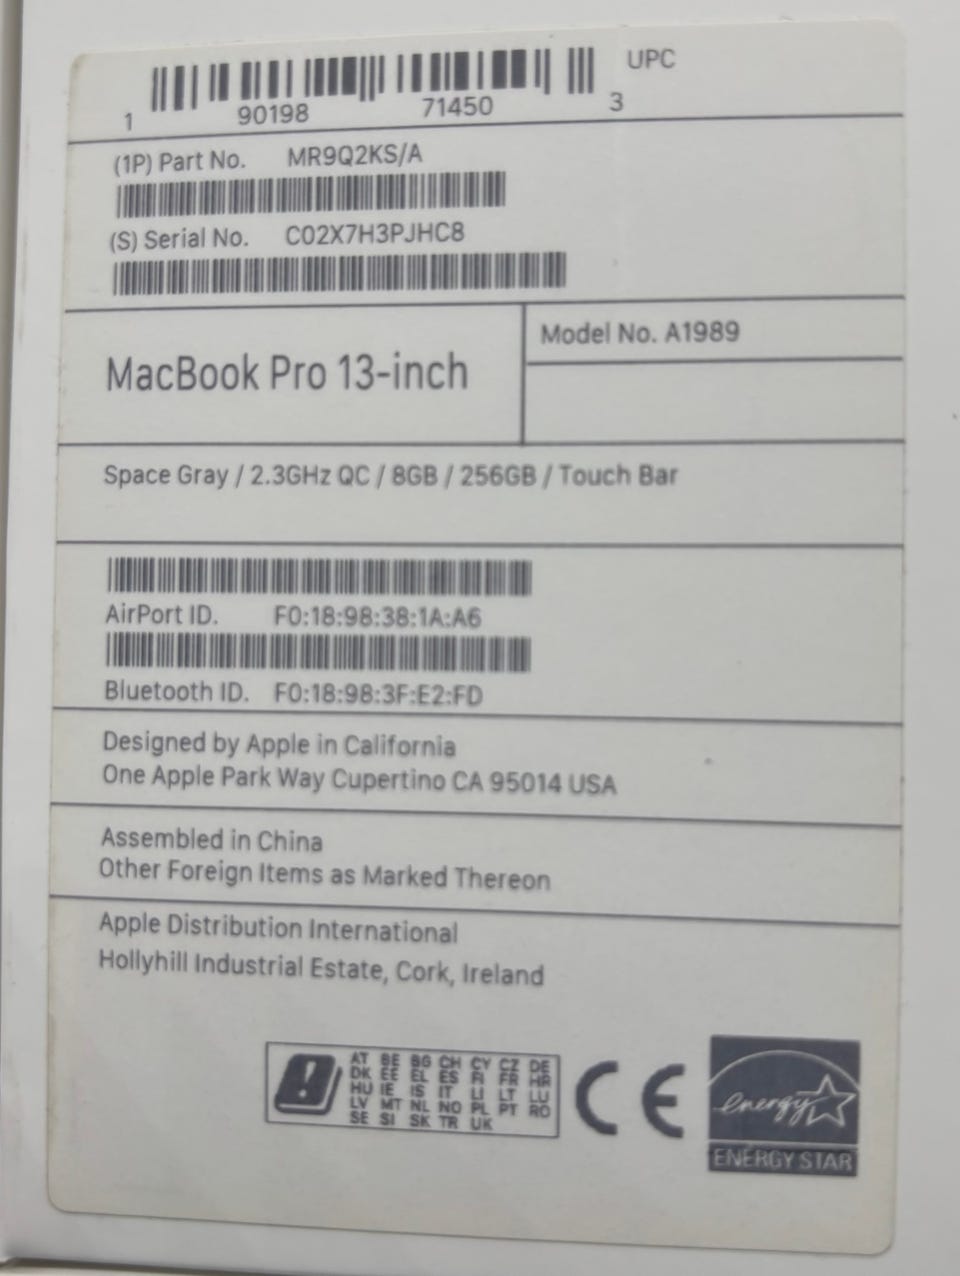 UPC
1 90198 71450 3
(1P) Part No. MR9Q2KS/A
(S) Serial No. C02X7H3PJHC8
MacBook Pro 13-inch
Model No. A1989
Space Gray / 2.3GHz QC / 8GB / 256GB / Touch Bar
AirPort ID. F0:18:98:38:1A:A6
Bluetooth ID. F0:18:98:3F:E2:FD
Designed by Apple in California
One Apple Park Way Cupertino CA 95014 USA
Assembled in China
Other Foreign Items as Marked Thereon
Apple Distribution International
Hollyhill Industrial Estate, Cork, Ireland
AT BE BG CH CY CZ DE
DK EE EL ES FI FR HR
HU IE IS IT LI LT LU
LV MT NL NO PL PT RO
SE SI SK TR UK
CE
energy
ENERGY STAR